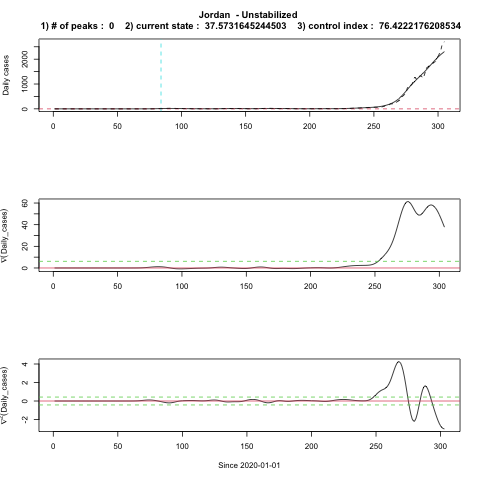 Jordan - Unstabilized
1) # of peaks : 0 2) current state : 37.5731645244503 3) control index : 76.4222176208534
Daily cases
0 1000 2000
0 50 100 150 200 250 300
∇(Daily_cases)
0 20 40 60
0 50 100 150 200 250 300
∇²(Daily_cases)
-2 0 2 4
0 50 100 150 200 250 300
Since 2020-01-01